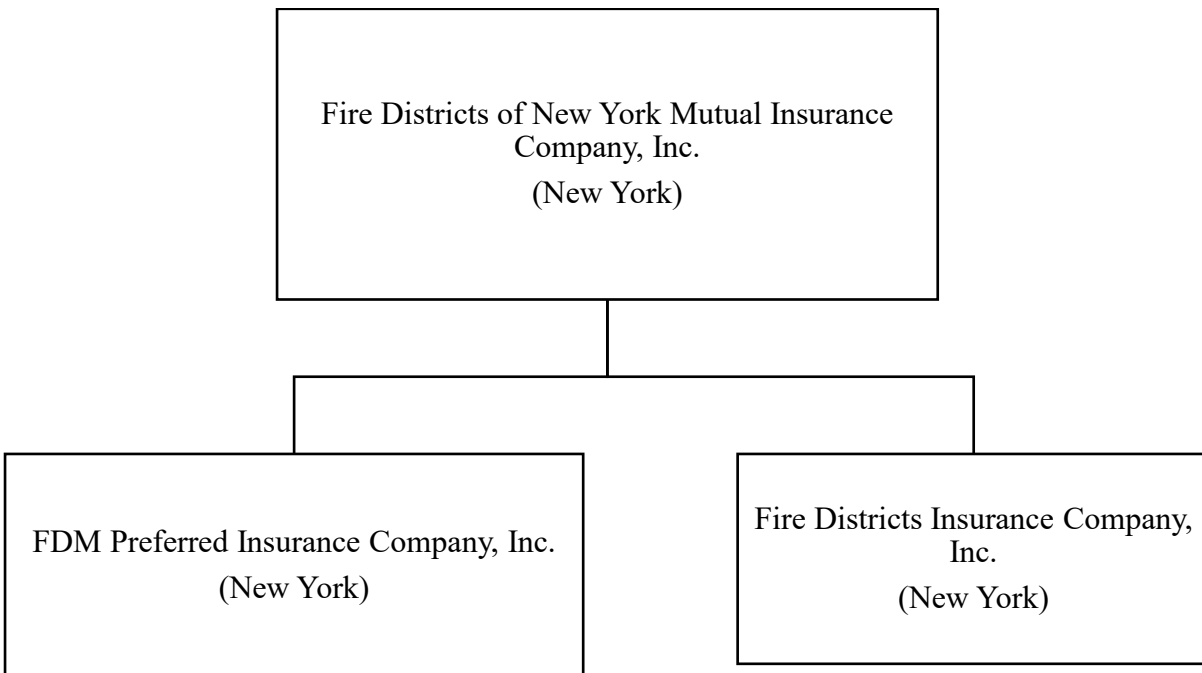 Fire Districts of New York Mutual Insurance
Company, Inc.
(New York)
FDM Preferred Insurance Company, Inc.
(New York)
Fire Districts Insurance Company,
Inc.
(New York)